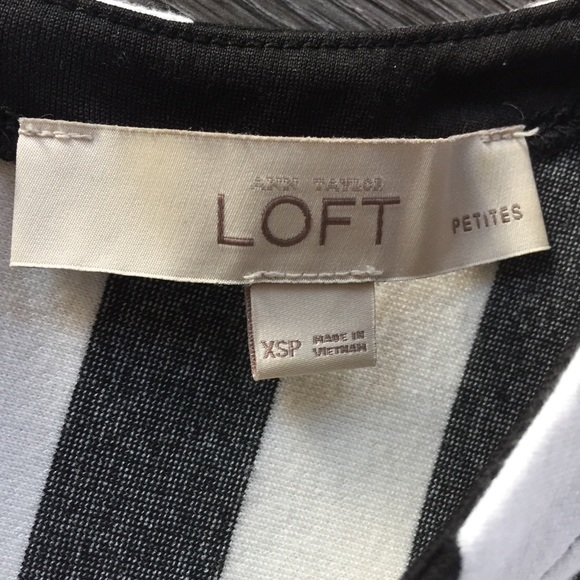 ANN TAYLOR
LOFT
PETITES
XSP
MADE IN
VIETNAM